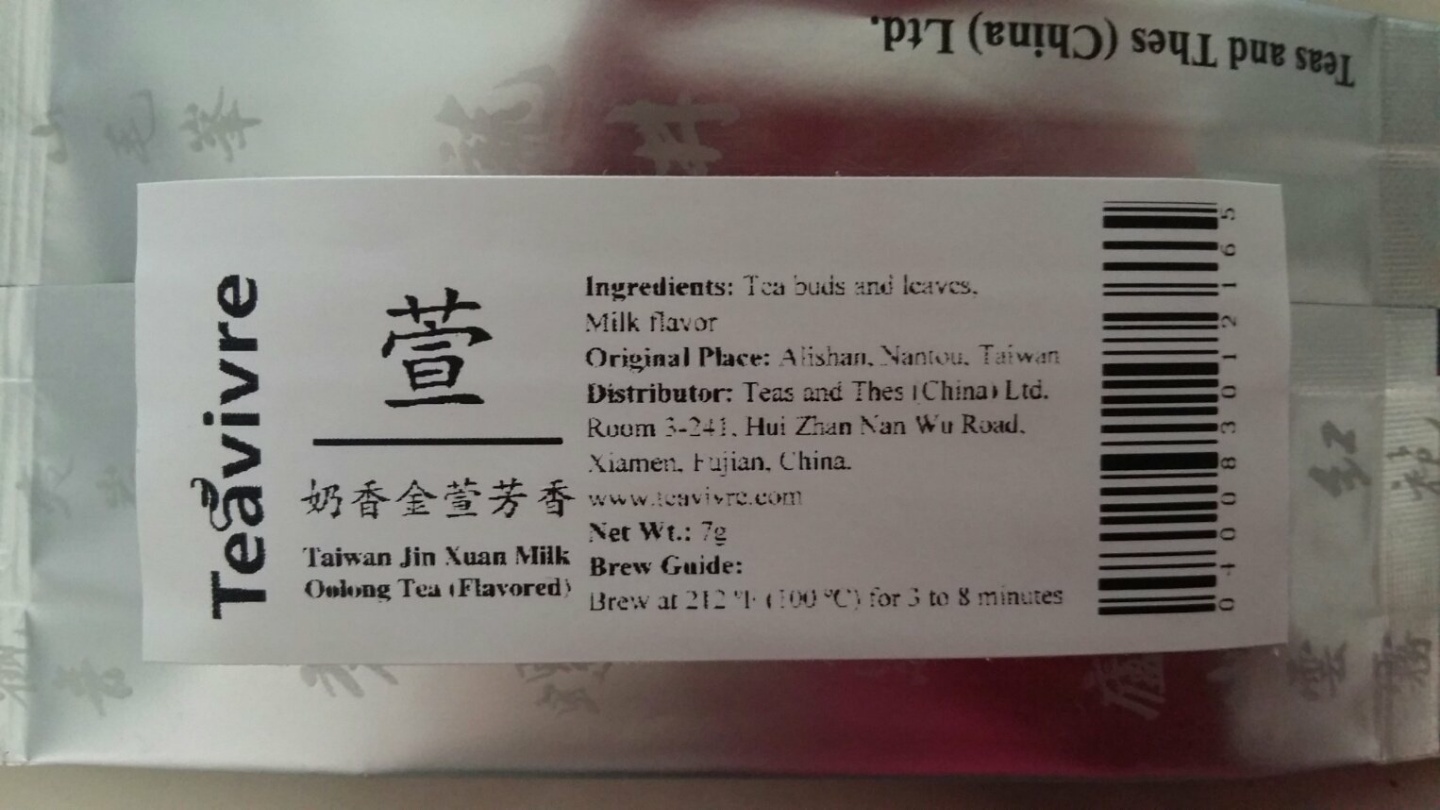 Teas and Thes (China) Ltd.
Teavivre
萱
奶香金萱芳香
Taiwan Jin Xuan Milk
Oolong Tea (Flavored)
Ingredients: Tea buds and leaves,
Milk flavor
Original Place: Alishan, Nantou, Taiwan
Distributor: Teas and Thes (China) Ltd.
Room 3-241, Hui Zhan Nan Wu Road,
Xiamen, Fujian, China.
www.teavivre.com
Net Wt.: 7g
Brew Guide:
Brew at 212 °F (100 °C) for 3 to 8 minutes
0400830121615